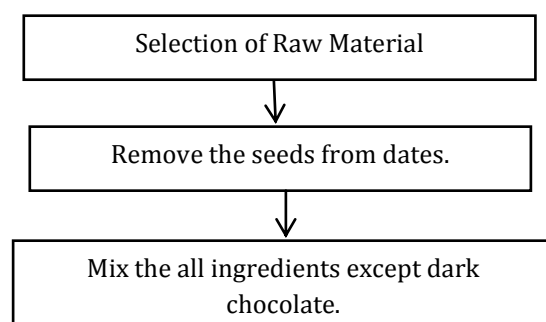 Selection of Raw Material
Remove the seeds from dates.
Mix the all ingredients except dark
chocolate.